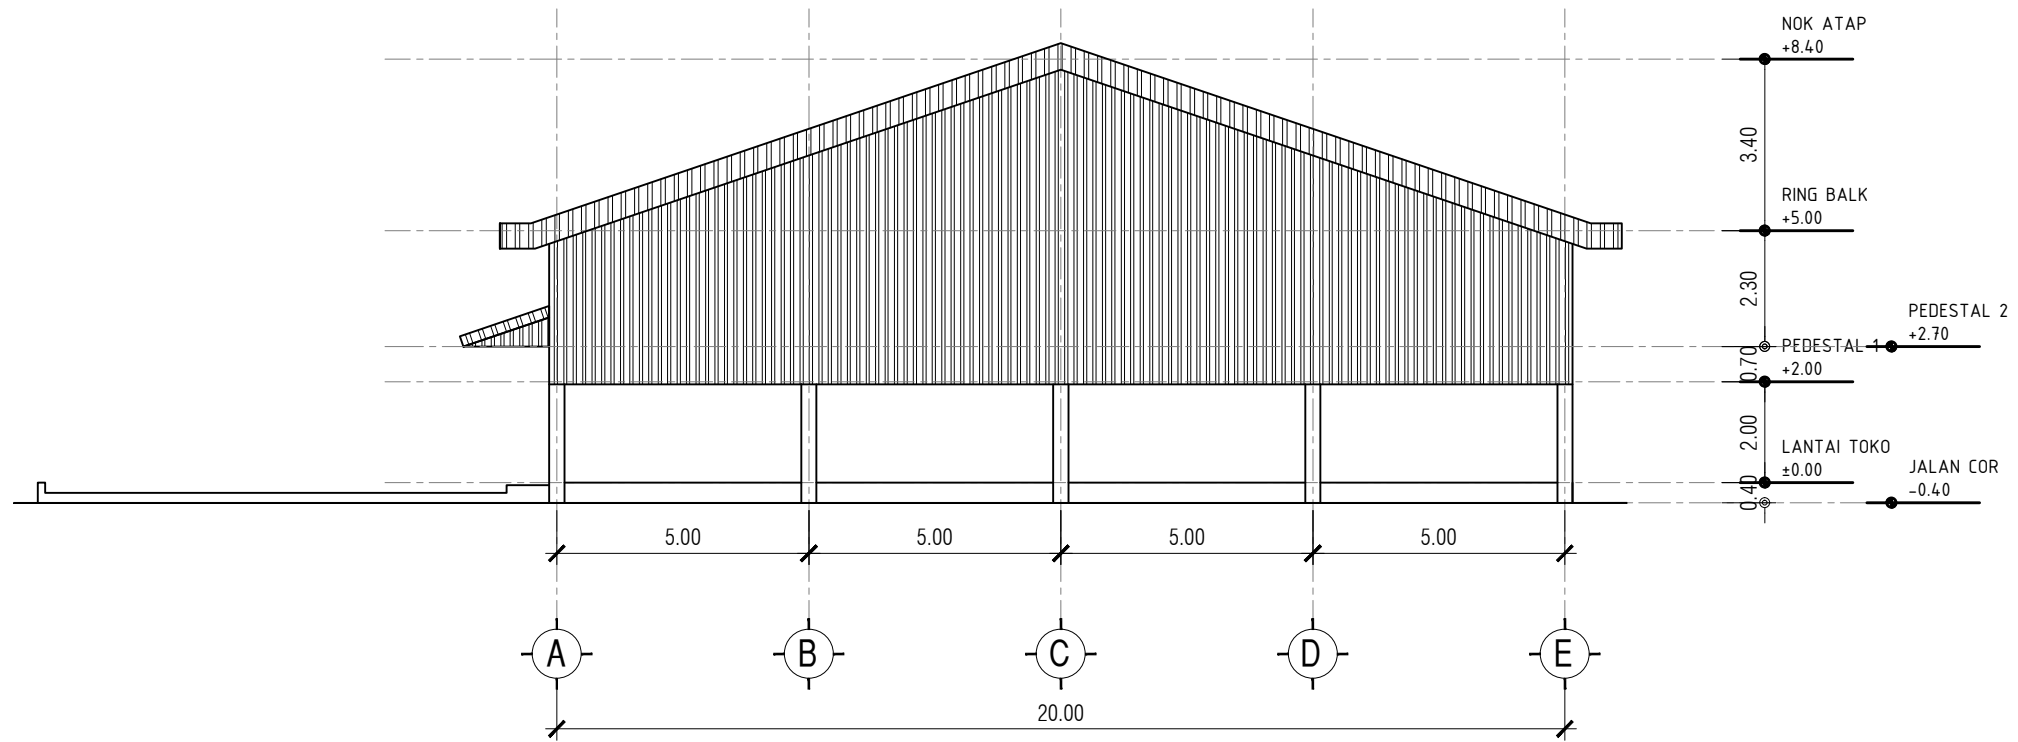 NOK ATAP
+8.40
3.40
RING BALK
+5.00
2.30
PEDESTAL 2
+2.70
0.70
PEDESTAL 1
+2.00
2.00
LANTAI TOKO
±0.00
JALAN COR
-0.40
0.40
5.00 5.00 5.00 5.00
A B C D E
20.00